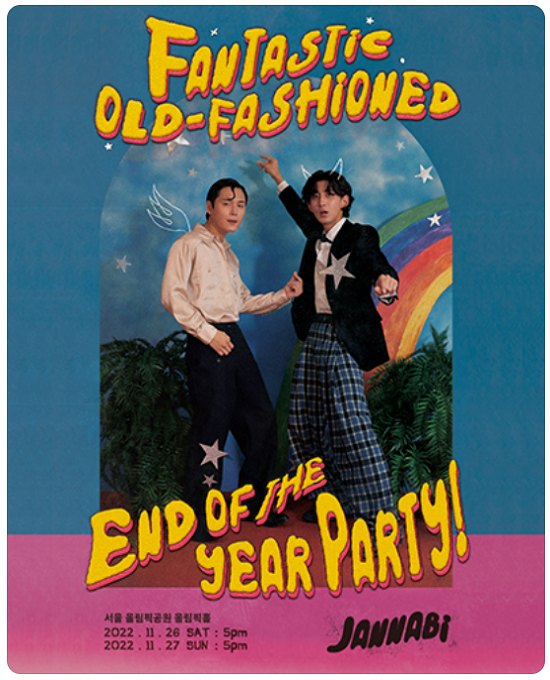 FANTASTiC
OLD-FASHiONED
END OF THE
YEAR PARTY!
서울 올림픽공원 올림픽홀
2022 . 11 . 26 SAT : 5pm
2022 . 11 . 27 SUN : 5pm
JANNABi